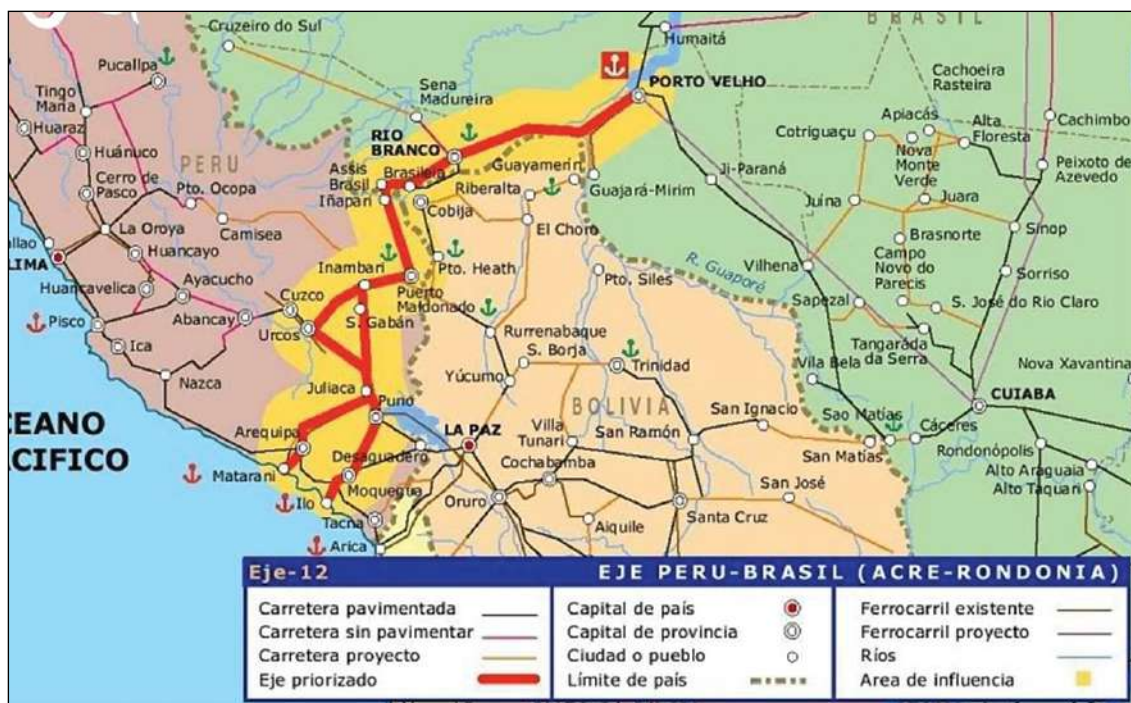 BRASIL
Cruzeiro do Sul
Humaitá
Pucallpa
PORTO VELHO
Cachoeira
Rasteira
Sena
Madureira
Tingo
María
Apiacás
Cachimbo
Huaraz
RIO
BRANCO
Cotriguaçu
Alta
Floresta
Huánuco
PERU
Guayamerín
Nova
Monte
Verde
Peixoto de
Azevedo
Assis
Brasil
Brasileia
Riberalta
Guajará-Mirim
Ji-Paraná
Cerro de
Pasco
Pto. Ocopa
Iñapari
Cobija
Juína
Juara
La Oroya
El Choro
Brasnorte
Sinop
Camisea
allao
Huancayo
LIMA
Inambari
Pto. Heath
Pto. Siles
R. Guaporé
Vilhena
Campo
Novo do
Parecis
Sorriso
Huancavelica
Ayacucho
Cuzco
Puerto
Maldonado
Sapezal
S. José do Rio Claro
Pisco
Abancay
Urcos
S. Gabán
Rurrenabaque
Ica
S. Borja
Trinidad
Tangarádа
da Serra
Vila Bela
Nova Xavantina
Nazca
Juliaca
Yúcumo
CUIABA
Puno
BOLIVIA
San Ignacio
Sao Matías
Cáceres
CEANO
ACIFICO
Arequipa
LA PAZ
Villa
Tunari
San Ramón
San Matías
Rondonópolis
Desaguadero
Cochabamba
Alto Araguaia
Matarani
Moquegua
San José
Alto Taquari
Ilo
Oruro
Tacna
Aiquile
Santa Cruz
Arica
Eje-12
EJE PERU-BRASIL (ACRE-RONDONIA)
Carretera pavimentada
Capital de país
Ferrocarril existente
Carretera sin pavimentar
Capital de provincia
Ferrocarril proyecto
Carretera proyecto
Ciudad o pueblo
Ríos
Eje priorizado
Límite de país
Area de influencia